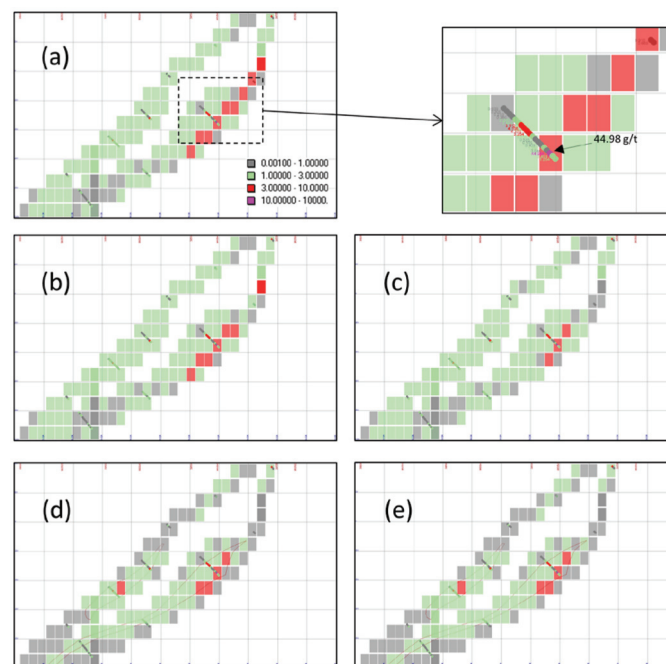 (a)
44.98 g/t
0.00100 - 1.00000
1.00000 - 3.00000
3.00000 - 10.0000
10.00000 - 10000.
(b)
(c)
(d)
(e)